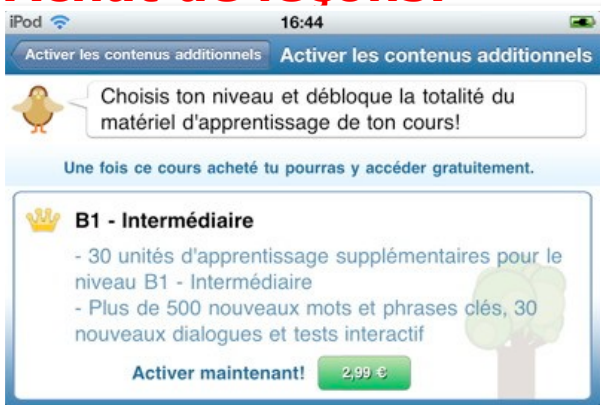 Achat de leçons:
iPod 16:44
Activer les contenus additionnels Activer les contenus additionnels
Choisis ton niveau et débloque la totalité du
matériel d'apprentissage de ton cours!
Une fois ce cours acheté tu pourras y accéder gratuitement.
B1 - Intermédiaire
- 30 unités d'apprentissage supplémentaires pour le
niveau B1 - Intermédiaire
- Plus de 500 nouveaux mots et phrases clés, 30
nouveaux dialogues et tests interactif
Activer maintenant! 2,99 €